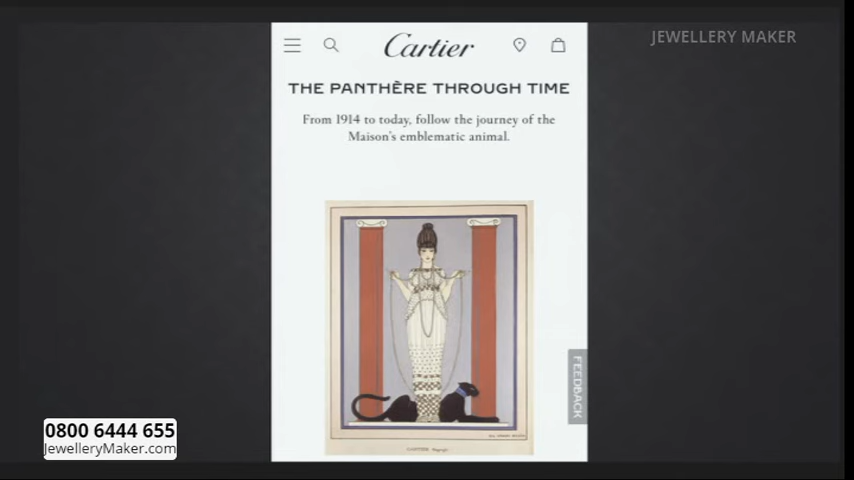 JEWELLERY MAKER
Cartier
THE PANTHÈRE THROUGH TIME
From 1914 to today, follow the journey of the
Maison's emblematic animal.
FEEDBACK
0800 6444 655
JewelleryMaker.com